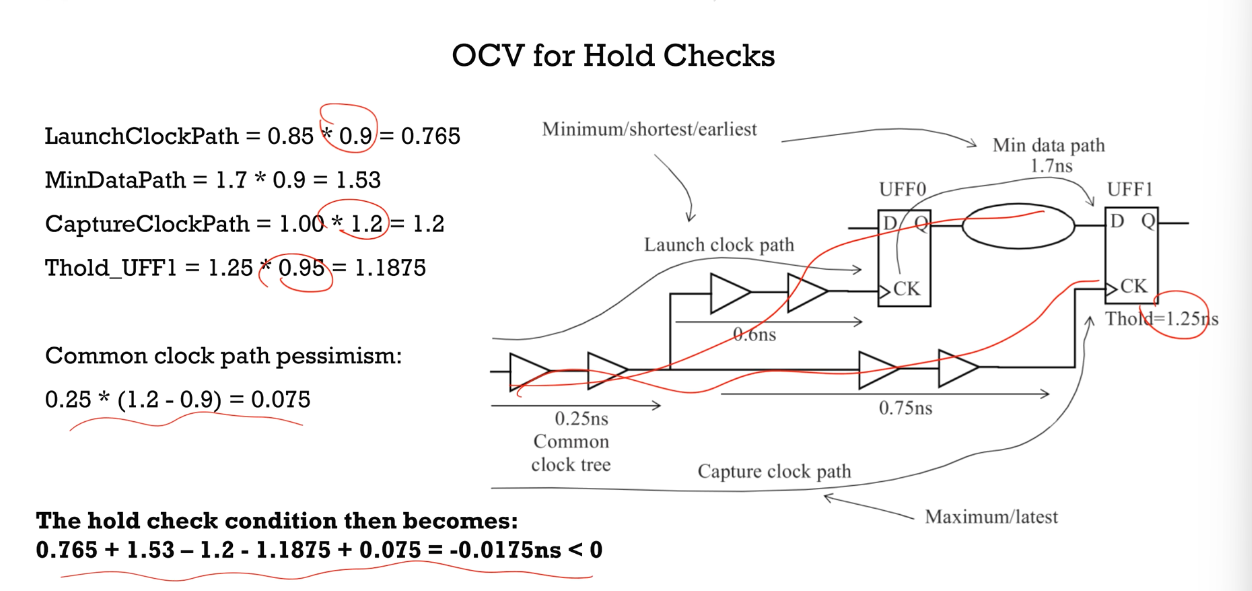 OCV for Hold Checks
LaunchClockPath = 0.85 * 0.9 = 0.765
MinDataPath = 1.7 * 0.9 = 1.53
CaptureClockPath = 1.00 * 1.2 = 1.2
Thold_UFF1 = 1.25 * 0.95 = 1.1875
Common clock path pessimism:
0.25 * (1.2 - 0.9) = 0.075
The hold check condition then becomes:
0.765 + 1.53 – 1.2 - 1.1875 + 0.075 = -0.0175ns < 0
Minimum/shortest/earliest
Min data path
1.7ns
UFF0
UFF1
D Q
D Q
Launch clock path
CK
CK
Thold=1.25ns
0.6ns
0.25ns
Common
clock tree
0.75ns
Capture clock path
Maximum/latest